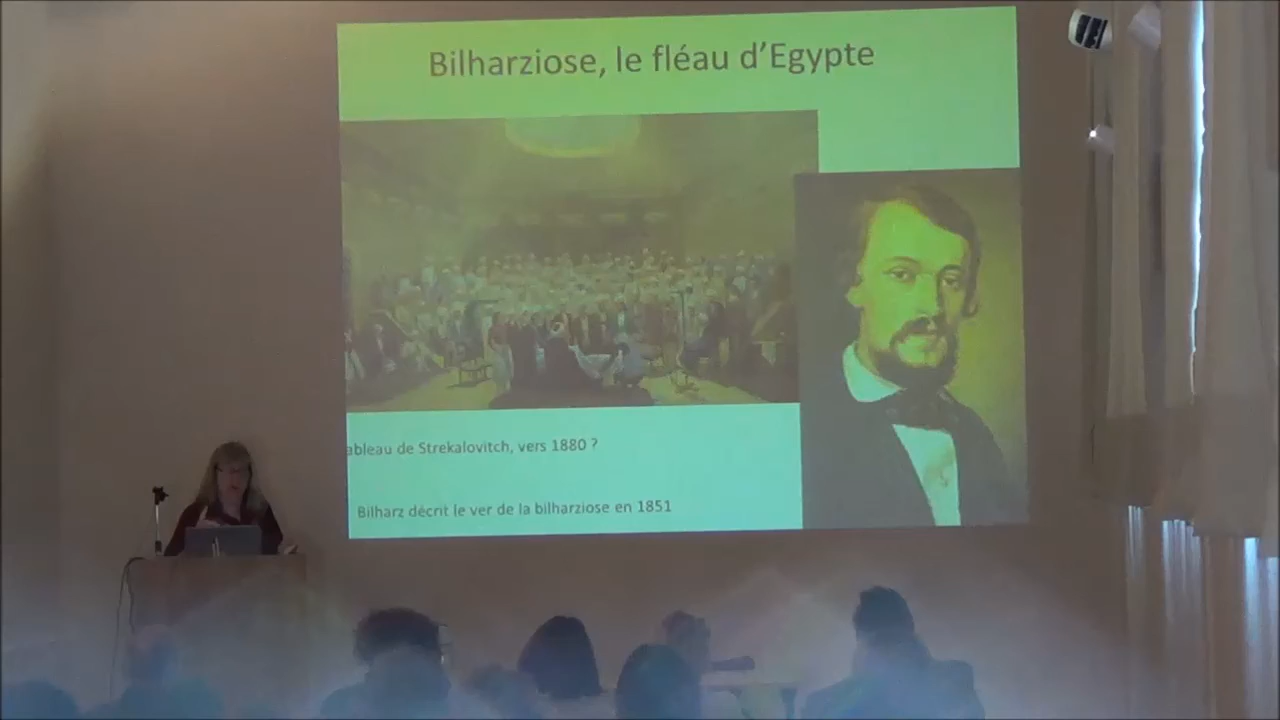 Bilharziose, le fléau d’Egypte
ableau de Strekalovitch, vers 1880 ?
Bilharz décrit le ver de la bilharziose en 1851